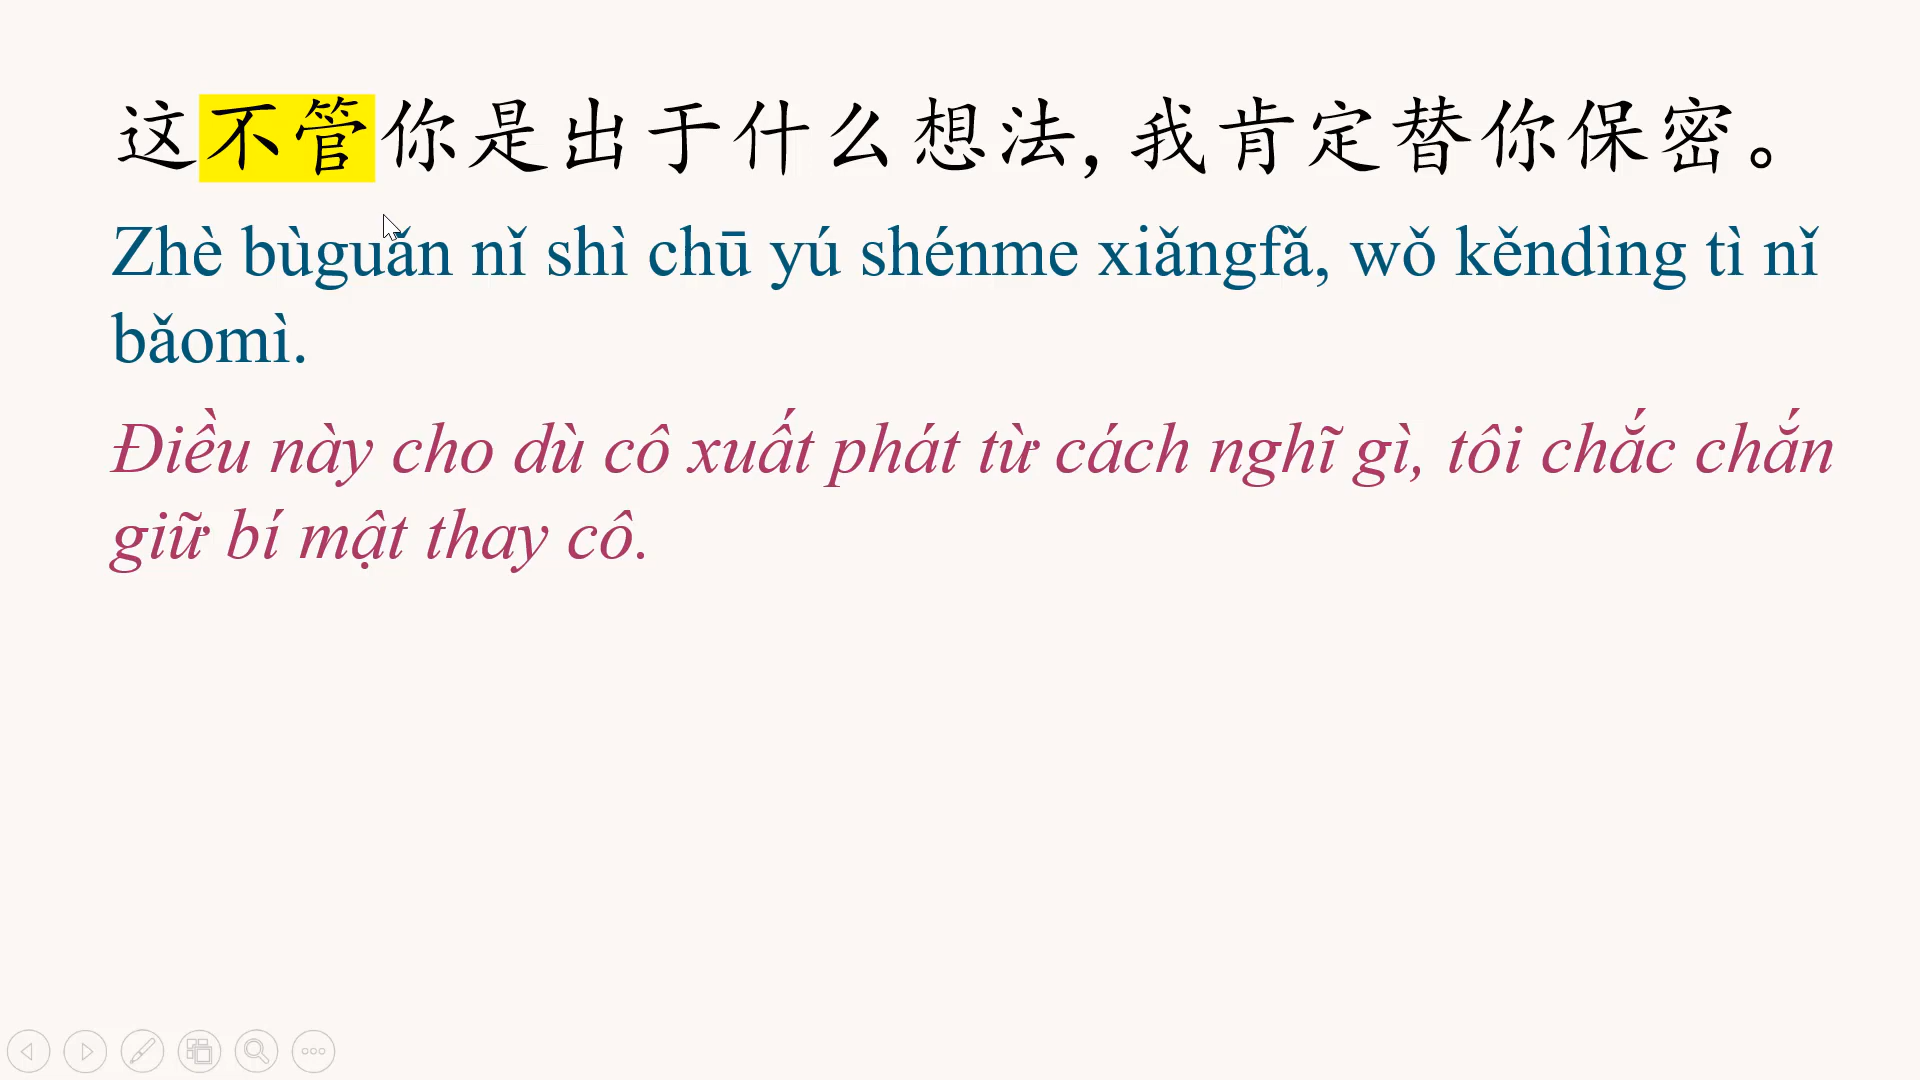 这不管你是出于什么想法,我肯定替你保密。
Zhè bùguǎn nǐ shì chū yú shénme xiǎngfǎ, wǒ kěndìng tì nǐ
bǎomì.
Điều này cho dù cô xuất phát từ cách nghĩ gì, tôi chắc chắn
giữ bí mật thay cô.